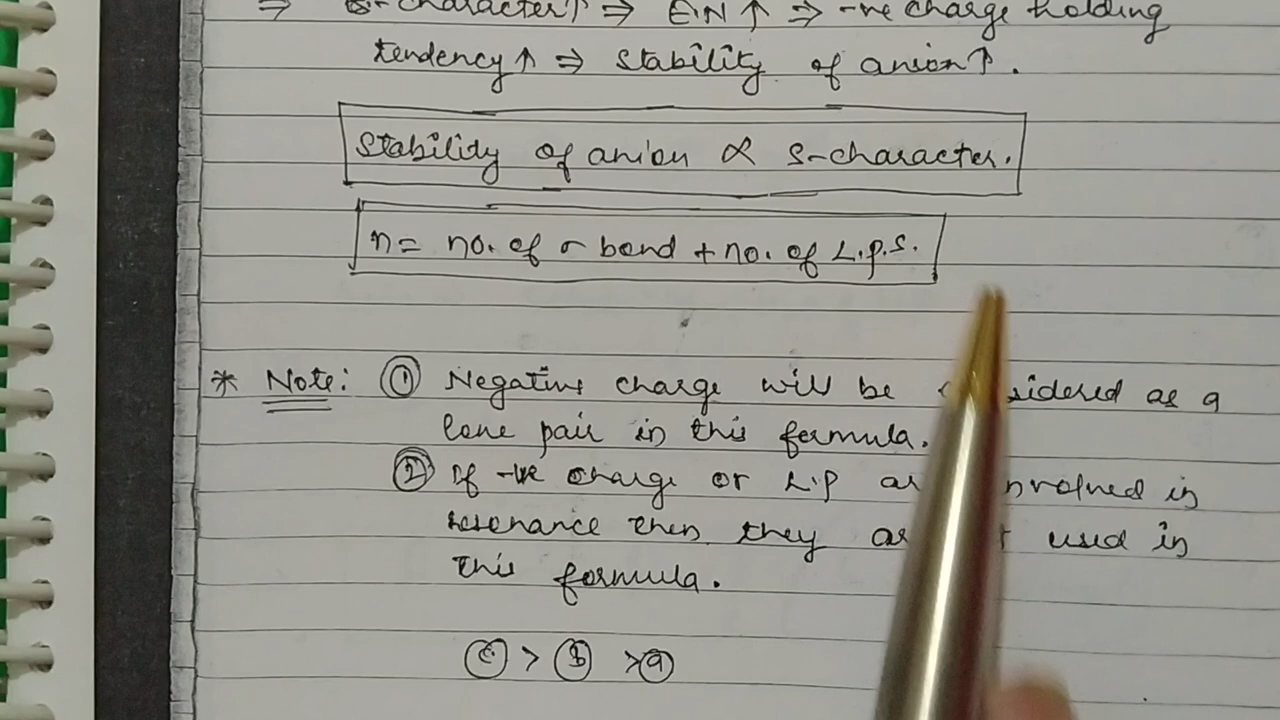 ⇒ s-character↑ ⇒ E.N ↑ ⇒ -ve charge holding
tendency↑ ⇒ stability of anion↑.
Stability of anion ∝ s-character.
n = no. of σ bond + no. of L.p.s.
* Note: ① Negative charge will be sidered as a
lone pair in this formula.
② If -ve charge or L.P in
resonance then they used in
this formula.
ⓒ > ⓑ > ⓐ